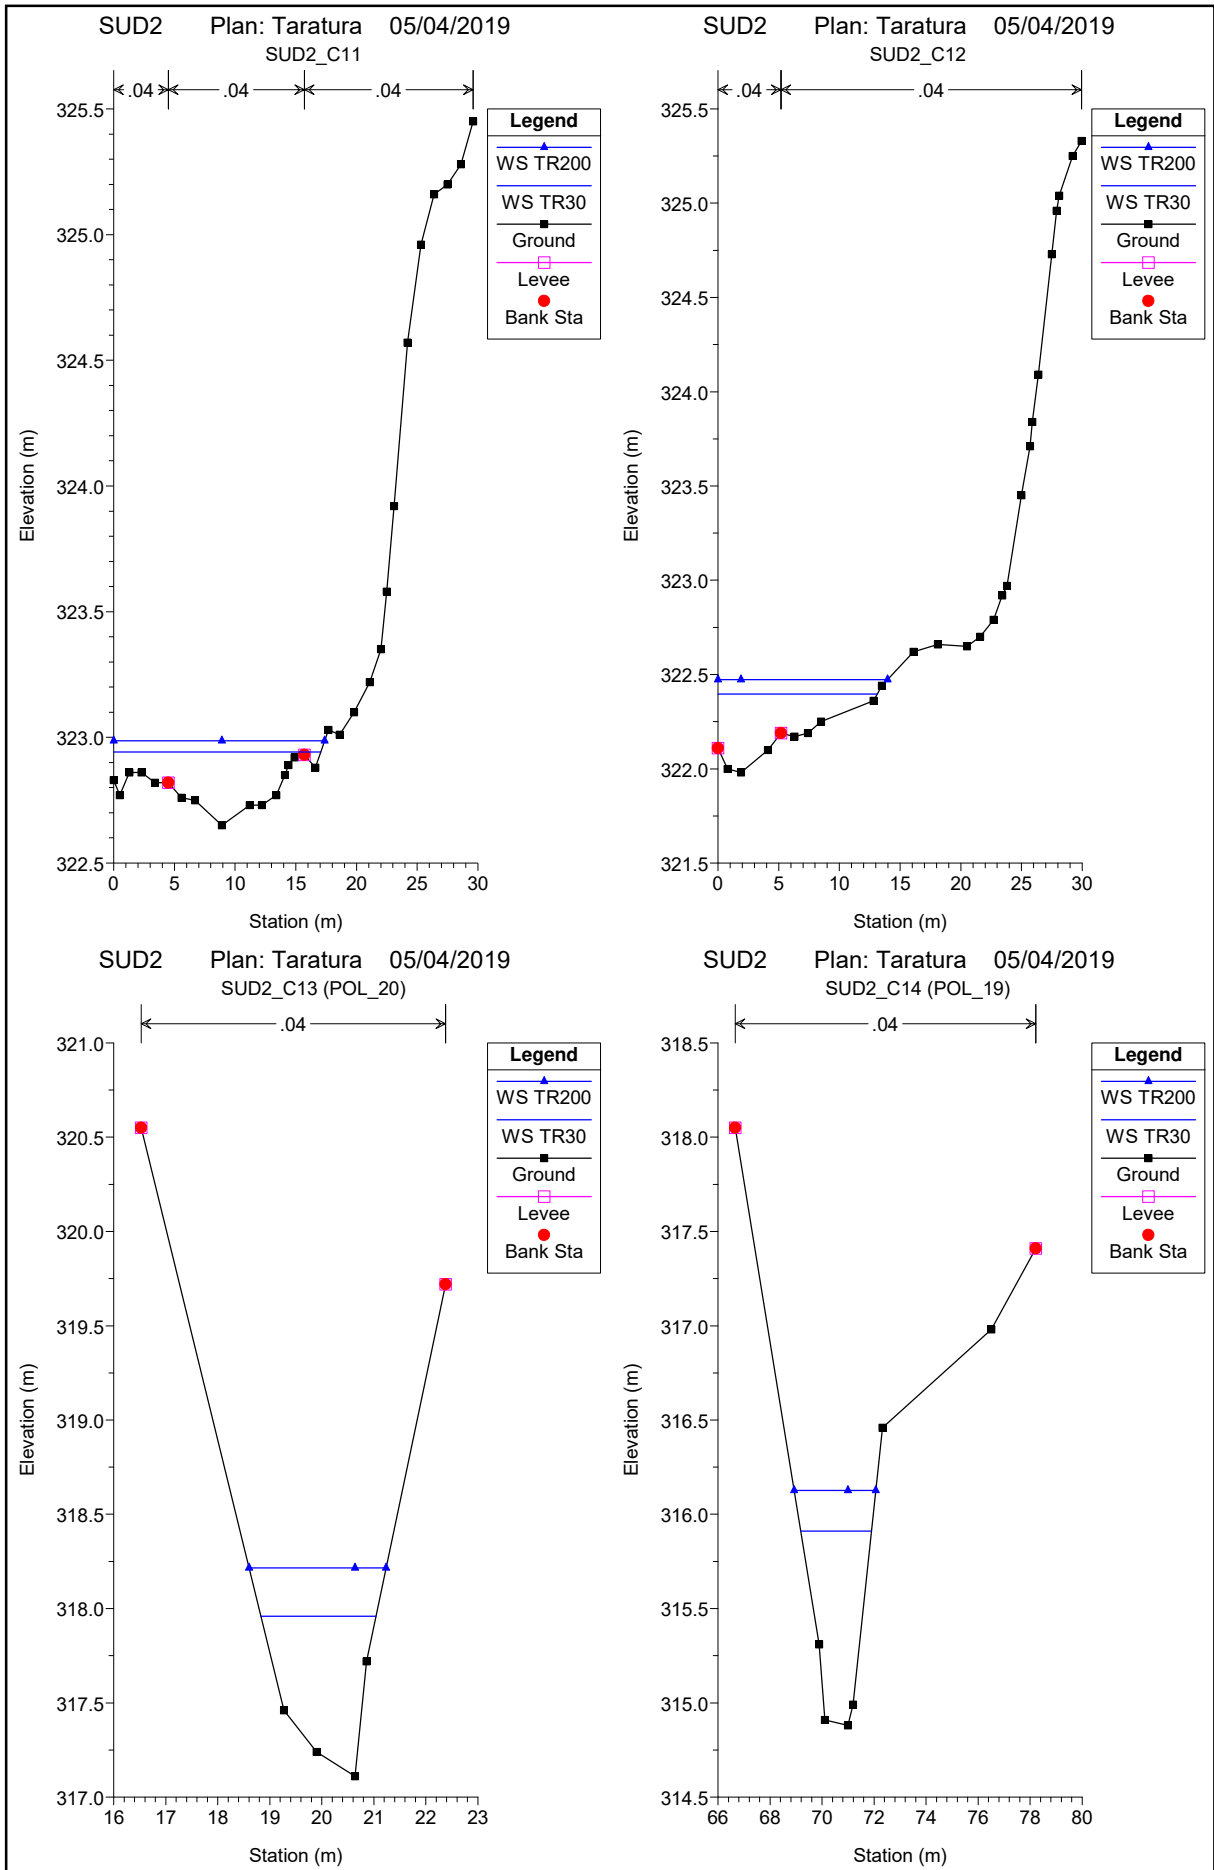 SUD2 Plan: Taratura 05/04/2019
SUD2_C11
.04 .04 .04
325.5
325.0
324.5
324.0
323.5
323.0
322.5
Elevation (m)
0 5 10 15 20 25 30
Station (m)
Legend
WS TR200
WS TR30
Ground
Levee
Bank Sta
SUD2 Plan: Taratura 05/04/2019
SUD2_C12
.04 .04
325.5
325.0
324.5
324.0
323.5
323.0
322.5
322.0
321.5
Elevation (m)
0 5 10 15 20 25 30
Station (m)
Legend
WS TR200
WS TR30
Ground
Levee
Bank Sta
SUD2 Plan: Taratura 05/04/2019
SUD2_C13 (POL_20)
.04
321.0
320.5
320.0
319.5
319.0
318.5
318.0
317.5
317.0
Elevation (m)
16 17 18 19 20 21 22 23
Station (m)
Legend
WS TR200
WS TR30
Ground
Levee
Bank Sta
SUD2 Plan: Taratura 05/04/2019
SUD2_C14 (POL_19)
.04
318.5
318.0
317.5
317.0
316.5
316.0
315.5
315.0
314.5
Elevation (m)
66 68 70 72 74 76 78 80
Station (m)
Legend
WS TR200
WS TR30
Ground
Levee
Bank Sta